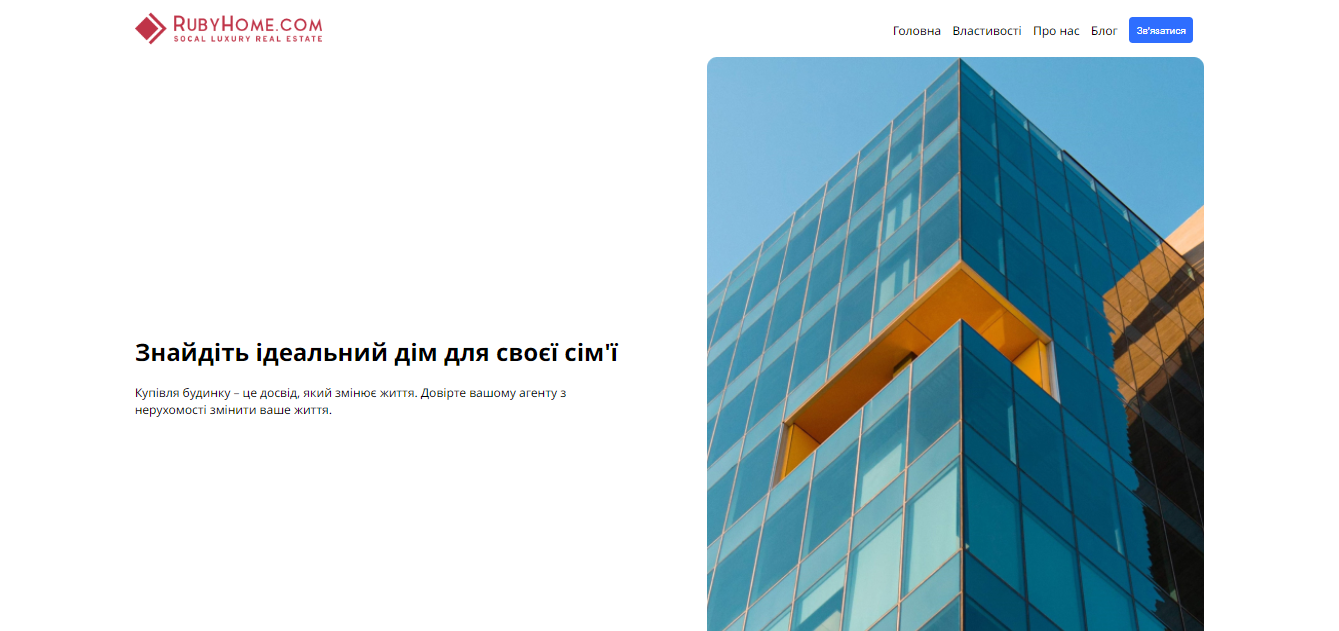 RUBYHOME.COM
SOCAL LUXURY REAL ESTATE
Головна Властивості Про нас Блог Зв'язатися
Знайдіть ідеальний дім для своєї сім'ї
Купівля будинку – це досвід, який змінює життя. Довірте вашому агенту з
нерухомості змінити ваше життя.